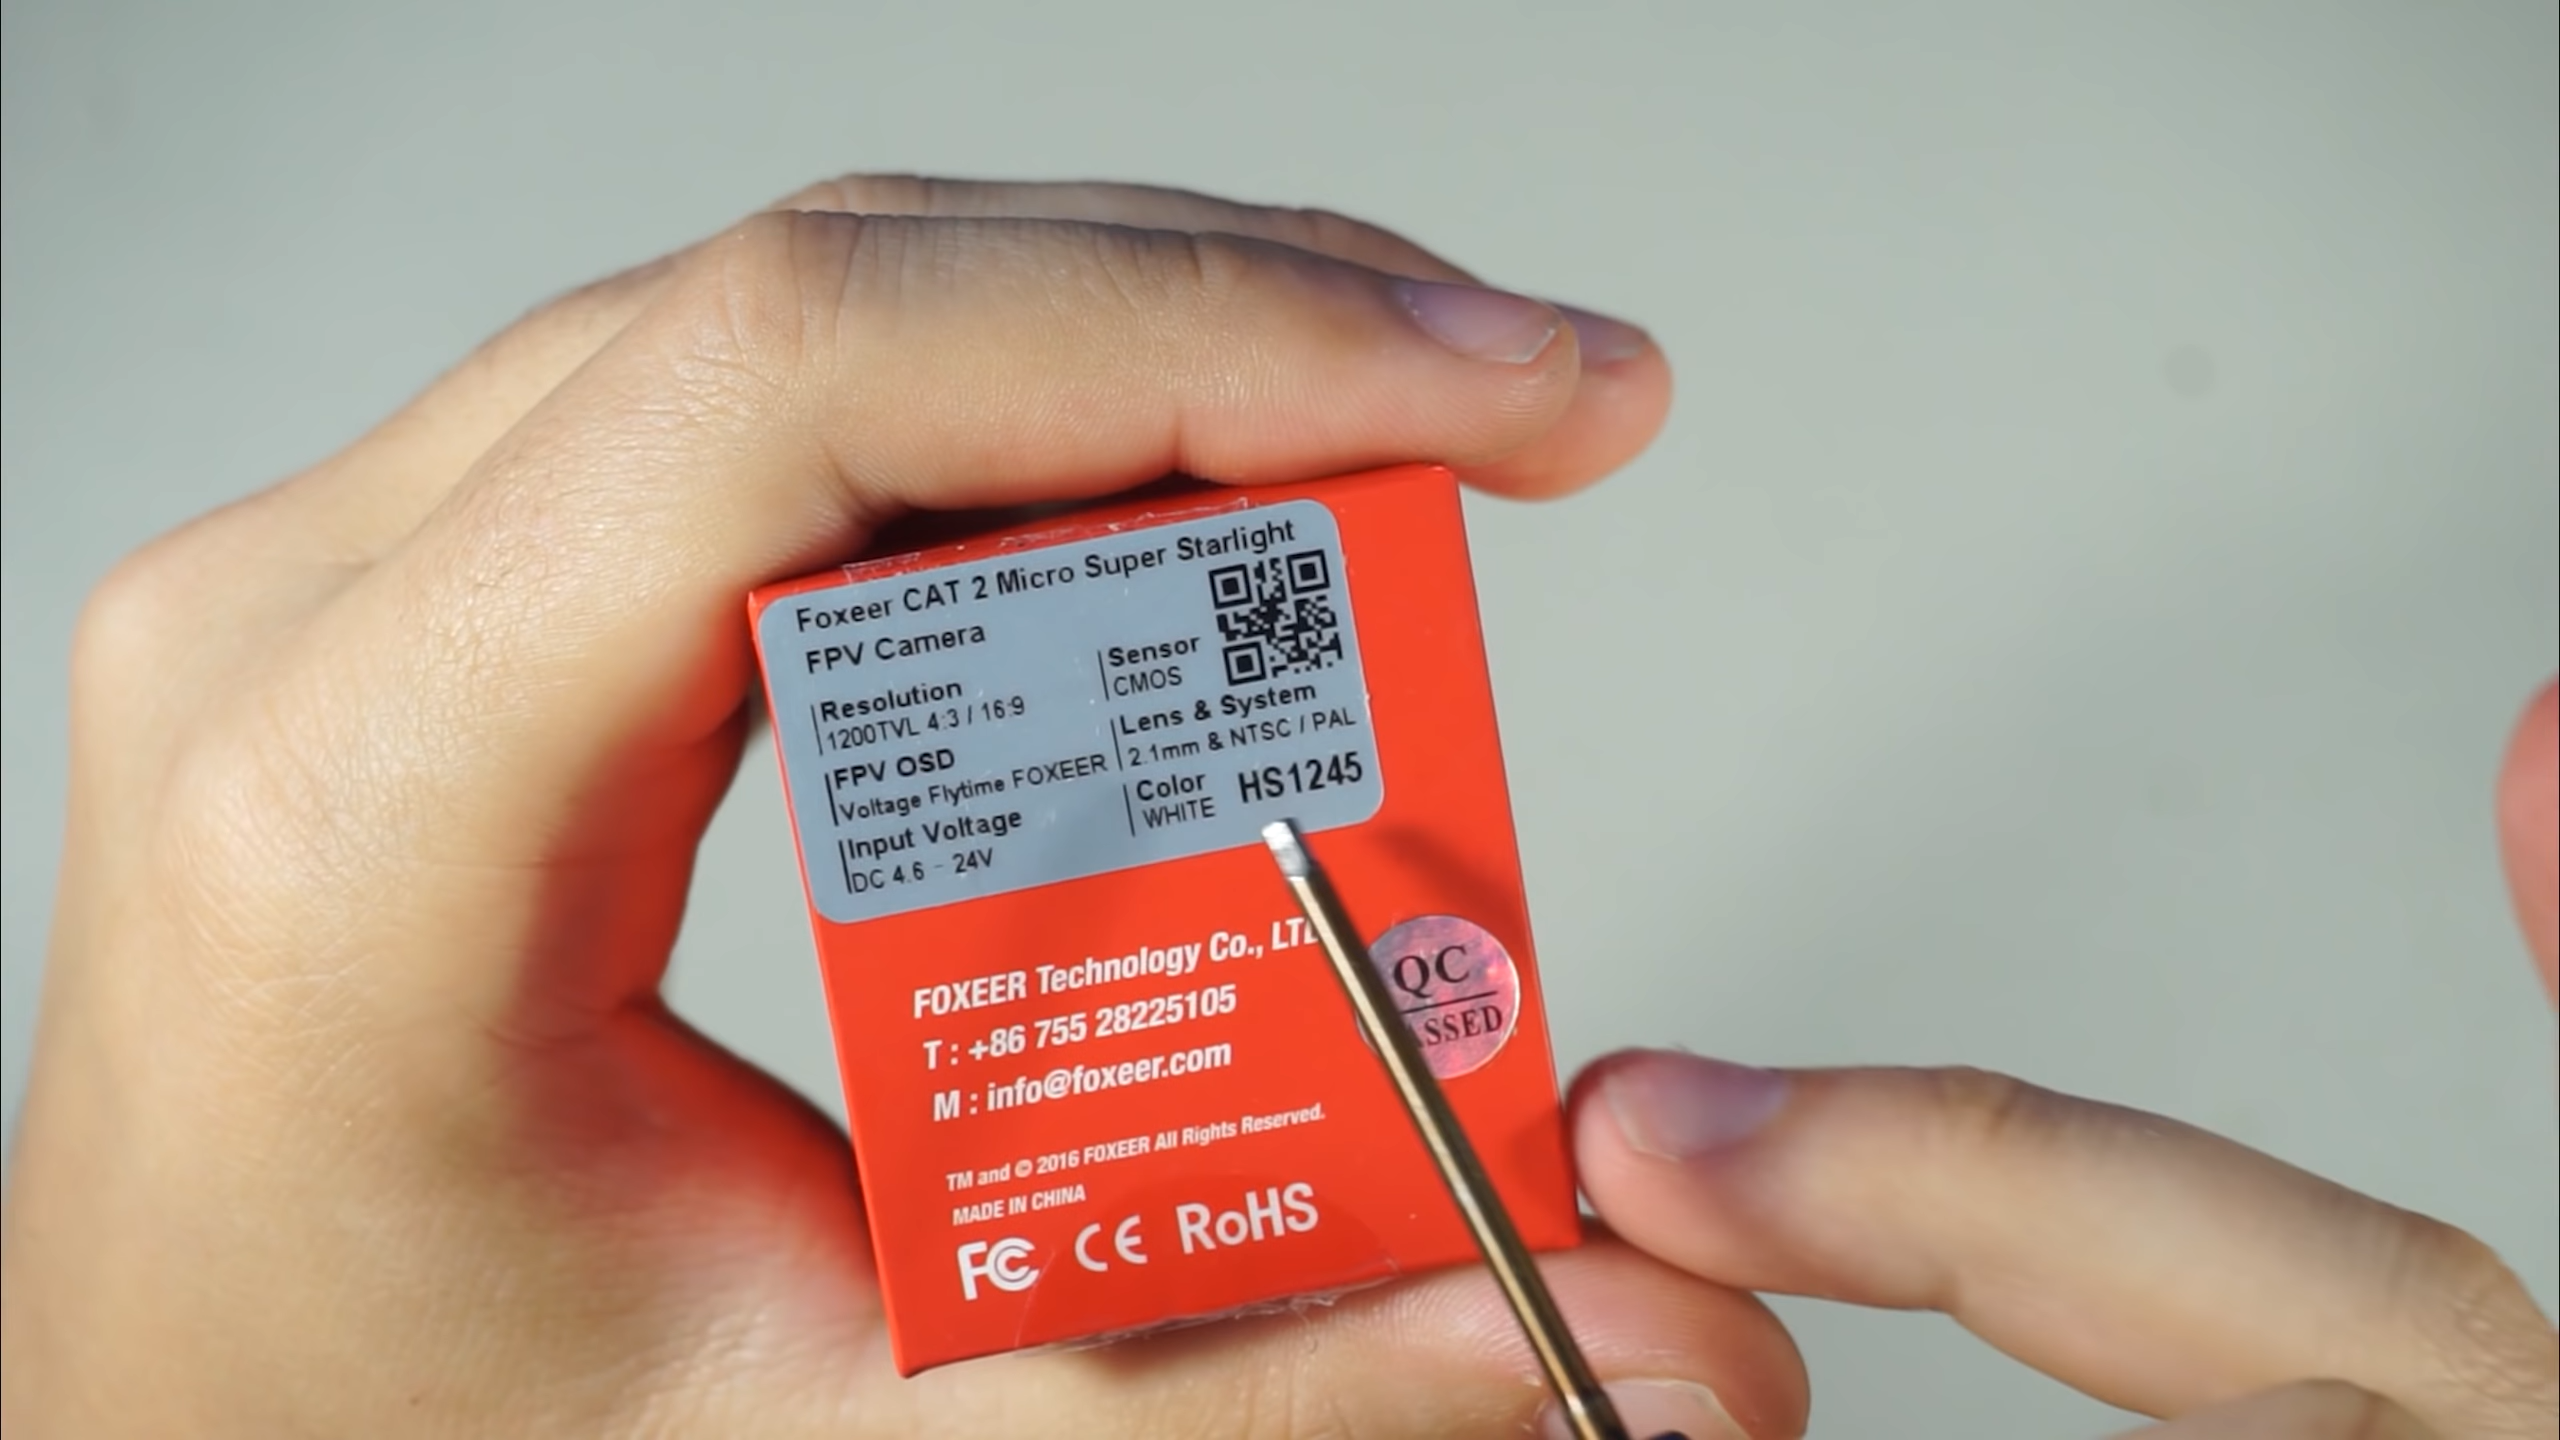 Foxeer CAT 2 Micro Super Starlight
FPV Camera
Resolution
1200TVL 4:3 / 16:9
FPV OSD
Voltage Flytime FOXEER
Input Voltage
DC 4.6 - 24V
Sensor
CMOS
Lens & System
2.1mm & NTSC / PAL
Color
WHITE
HS1245
FOXEER Technology Co., LTD
T : +86 755 28225105
M : info@foxeer.com
TM and © 2016 FOXEER All Rights Reserved.
MADE IN CHINA
FC CE RoHS
QC
PASSED